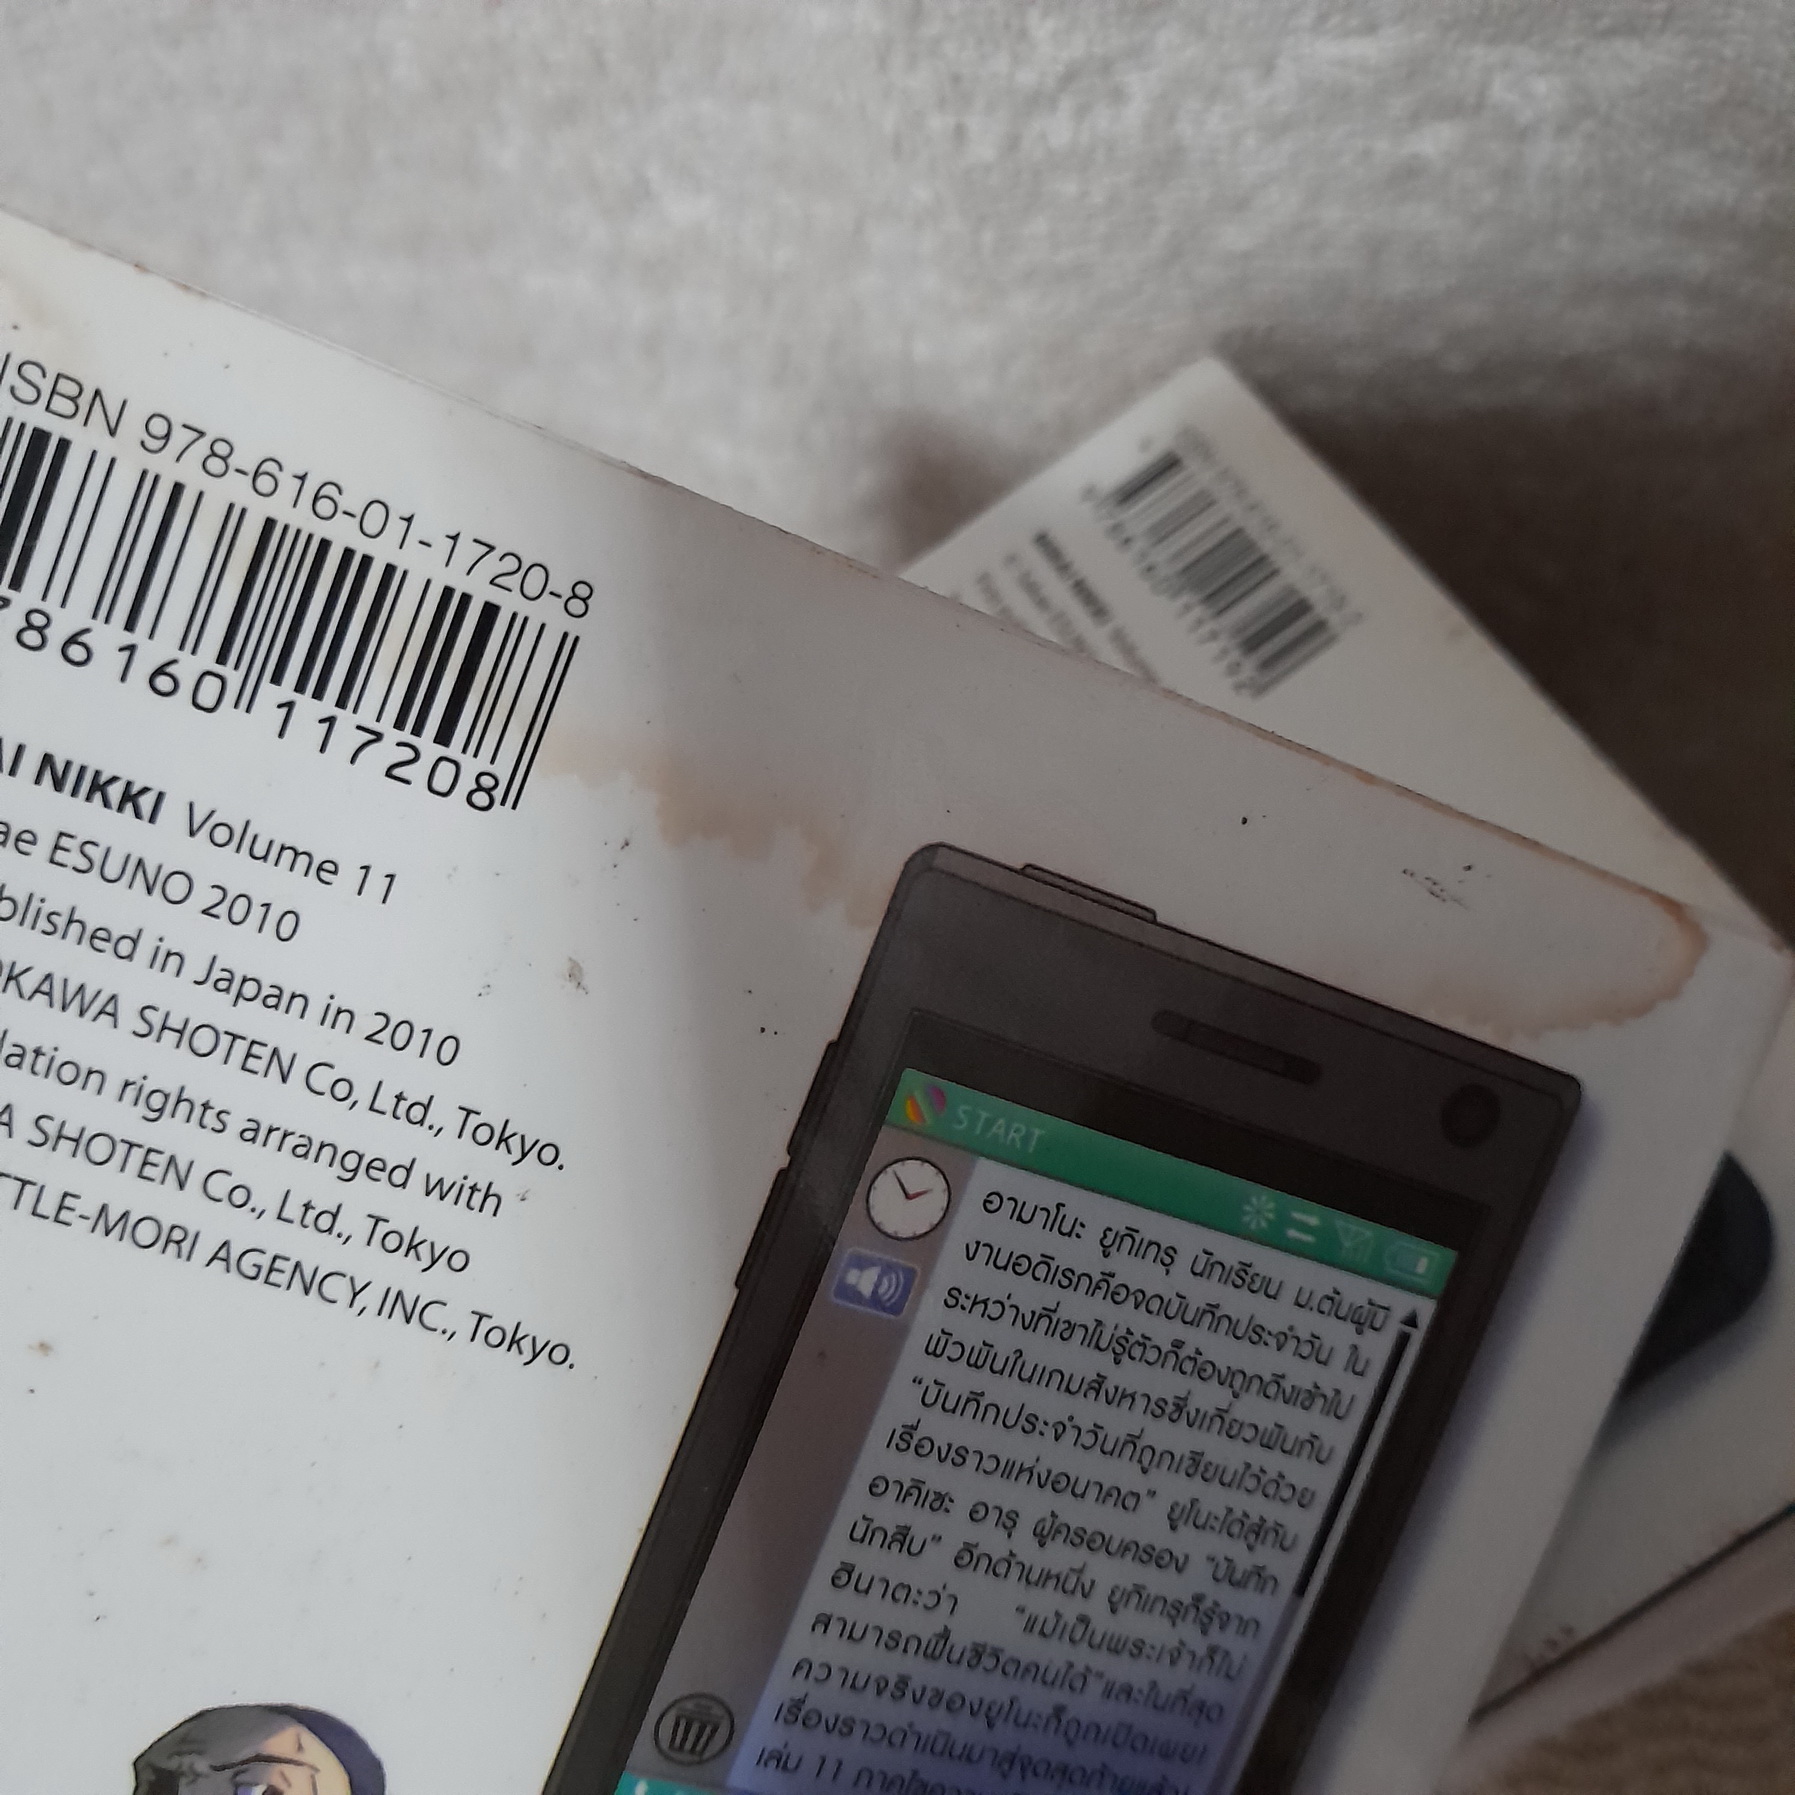 ISBN 978-616-01-1720-8
786160 117208
NIKKI Volume 11
ESUNO 2010
in Japan in 2010
SHOTEN Co, Ltd., Tokyo.
rights arranged with
SHOTEN Co., Ltd., Tokyo
AGENCY, INC., Tokyo.
START
อามาโนะ ยูกิเทรุ นักเรียน ม.ต้นผู้มี
งานอดิเรกคือจดบันทึกประจำวัน ใน
ระหว่างที่เขาไม่รู้ตัวก็ต้องถูกดึงเข้าไป
พัวพันในเกมสังหารซึ่งเกี่ยวพันกับ
"บันทึกประจำวันที่ถูกเขียนไว้ด้วย
เรื่องราวแห่งอนาคต" ยูโนะได้สู้กับ
อาคิเซะ อารุ ผู้ครอบครอง "บันทึก
นักสืบ" อีกด้านหนึ่ง ยูกิเทรุก็รู้จาก
ฮินาตะว่า "แม้เป็นพระเจ้าก็ไม่
สามารถฟื้นชีวิตคนได้"และในที่สุด
ความจริงของยูโนะก็ถูกเปิดเผย!
เรื่องราวดำเนินมาสู่จุดสุดท้ายแล้ว!
เล่ม 11